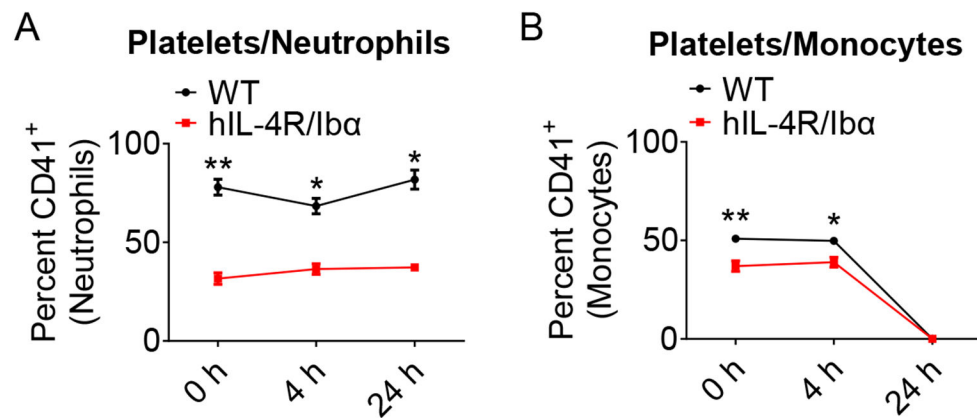 A
Platelets/Neutrophils
WT
hIL-4R/Ibα
Percent CD41⁺
(Neutrophils)
100
50
0
**
*
*
0 h
4 h
24 h
B
Platelets/Monocytes
WT
hIL-4R/Ibα
Percent CD41⁺
(Monocytes)
100
50
0
**
*
0 h
4 h
24 h